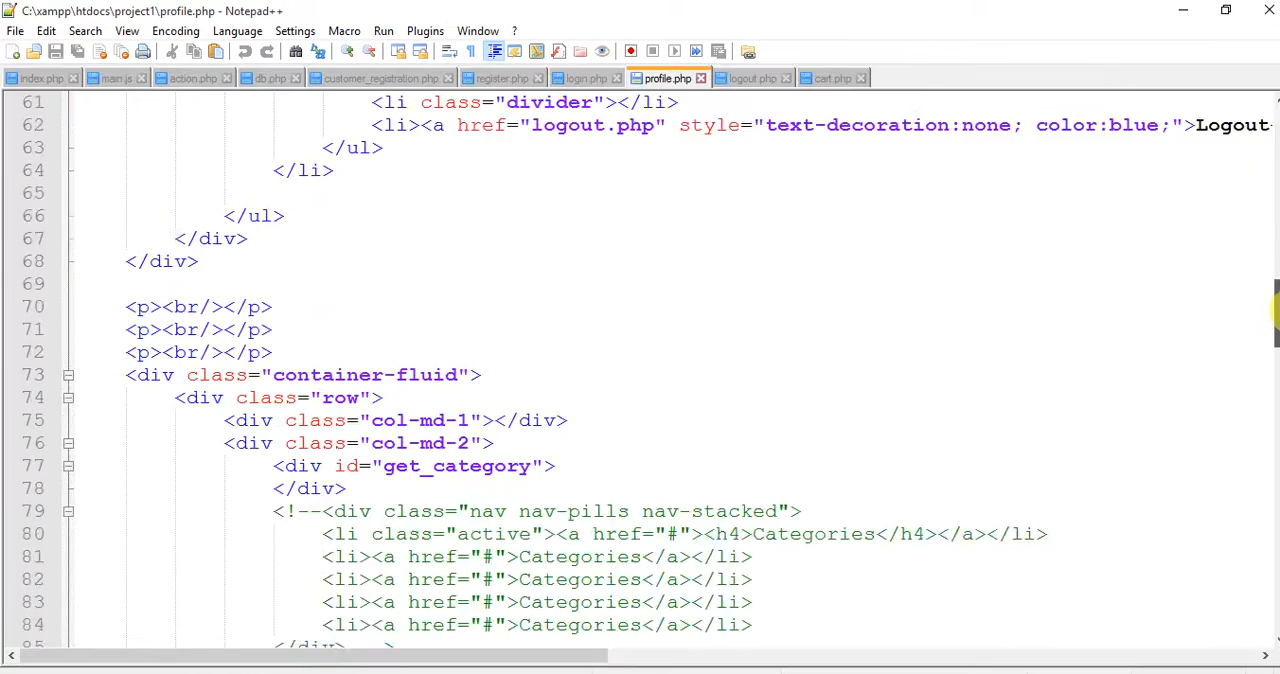 C:\xampp\htdocs\project1\profile.php - Notepad++
File Edit Search View Encoding Language Settings Macro Run Plugins Window ?
index.php main.js action.php db.php customer_registration.php register.php login.php profile.php logout.php cart.php
61 <li class="divider"></li>
62 <li><a href="logout.php" style="text-decoration:none; color:blue;">Logout
63 </ul>
64 </li>
65
66 </ul>
67 </div>
68 </div>
69
70 <p><br/></p>
71 <p><br/></p>
72 <p><br/></p>
73 <div class="container-fluid">
74 <div class="row">
75 <div class="col-md-1"></div>
76 <div class="col-md-2">
77 <div id="get_category">
78 </div>
79 <!--<div class="nav nav-pills nav-stacked">
80 <li class="active"><a href="#"><h4>Categories</h4></a></li>
81 <li><a href="#">Categories</a></li>
82 <li><a href="#">Categories</a></li>
83 <li><a href="#">Categories</a></li>
84 <li><a href="#">Categories</a></li>